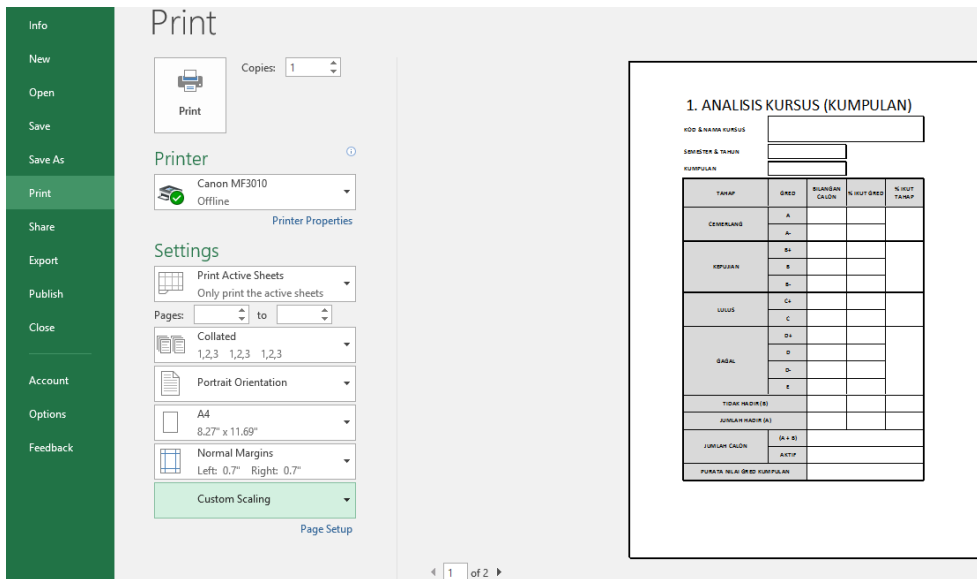 Print
Info
New
Open
Save
Save As
Print
Share
Export
Publish
Close
Account
Options
Feedback
Print
Copies: 1
Printer
Canon MF3010
Offline
Printer Properties
Settings
Print Active Sheets
Only print the active sheets
Pages: to
Collated
1,2,3 1,2,3 1,2,3
Portrait Orientation
A4
8.27" x 11.69"
Normal Margins
Left: 0.7" Right: 0.7"
Custom Scaling
Page Setup
1 of 2
1. ANALISIS KURSUS (KUMPULAN)
KOD & NAMA KURSUS
SEMESTER & TAHUN
KUMPULAN
TAHAP GRED BILANGAN CALON % IKUT GRED % IKUT TAHAP
CEMERLANG
A
A-
KEPUJIAN
B+
B
B-
LULUS
C+
C
GAGAL
D+
D
D-
E
TIDAK HADIR (B)
JUMLAH HADIR (A)
JUMLAH CALON
(A + B)
AKTIF
PURATA NILAI GRED KUMPULAN